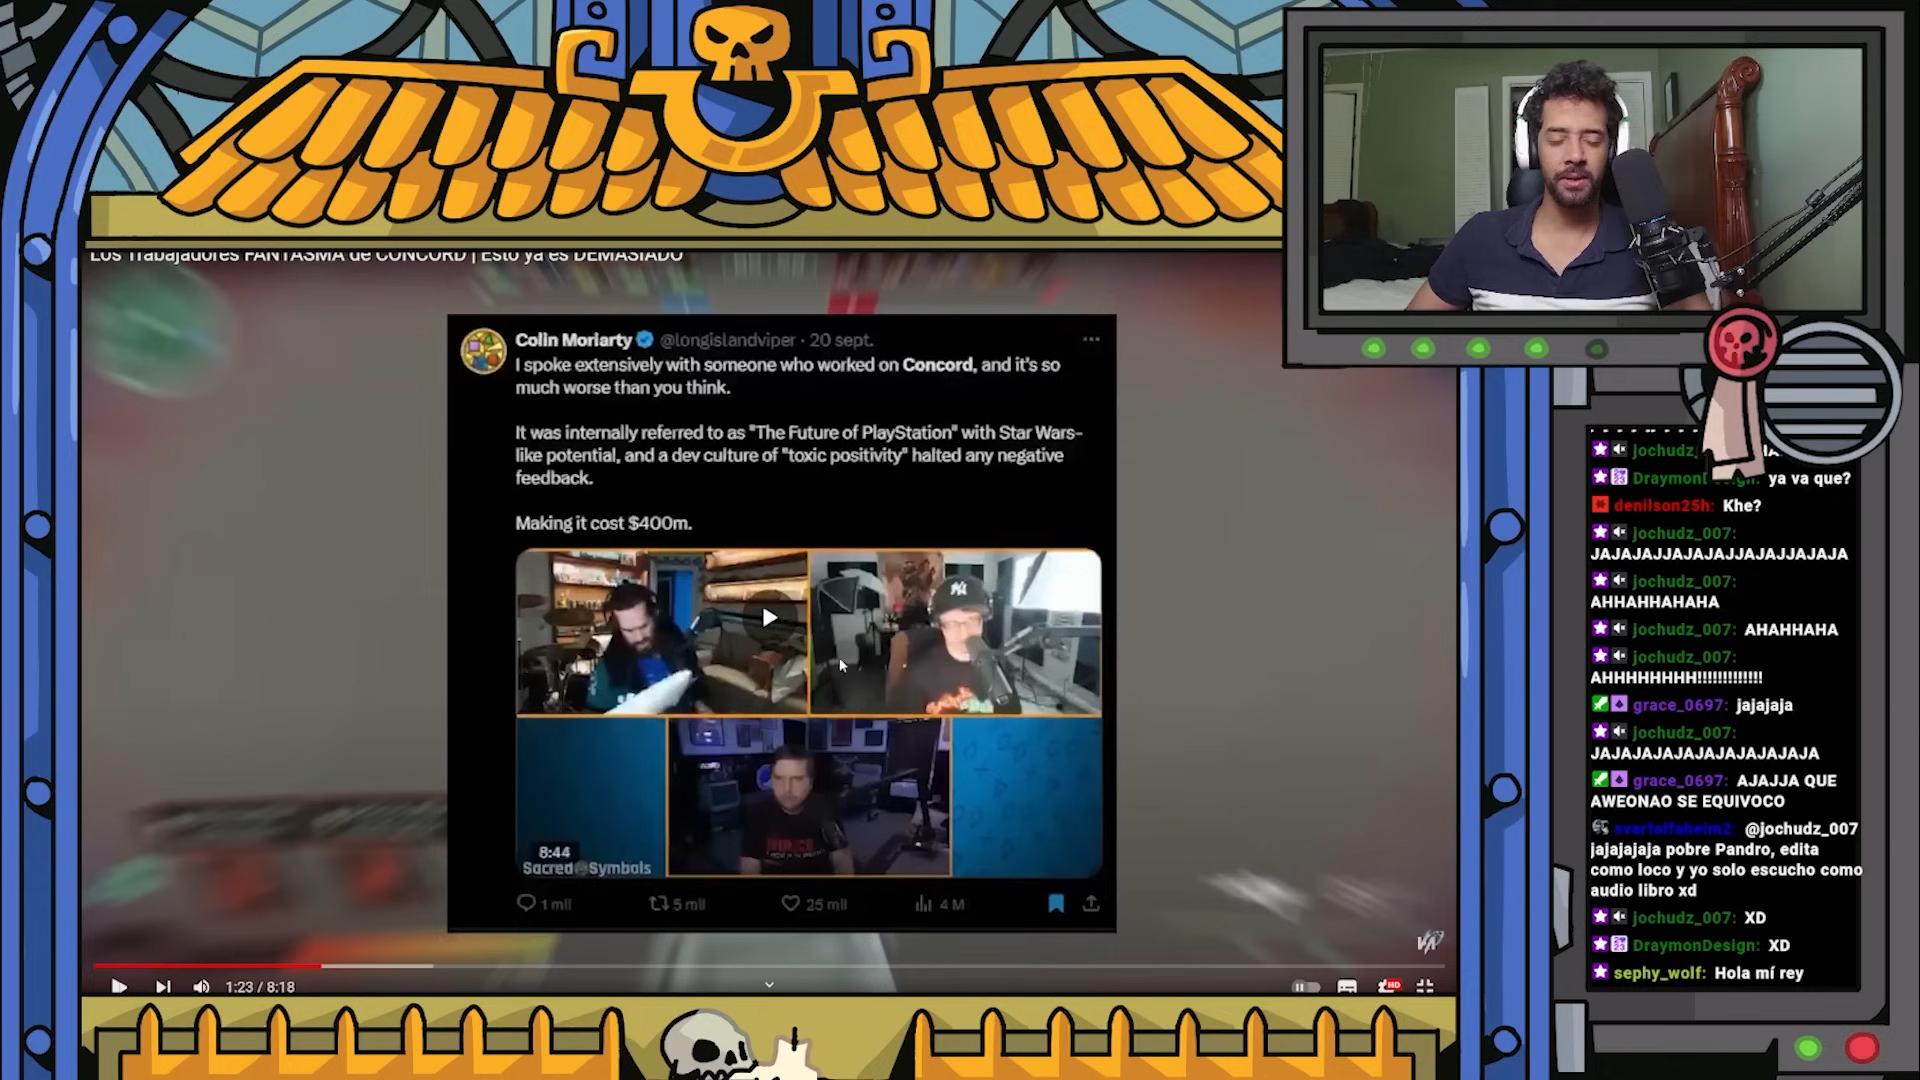 Los Trabajadores FANTASMA de CONCORD | Esto ya es DEMASIADO
Colin Moriarty @longislandviper · 20 sept.
I spoke extensively with someone who worked on Concord, and it's so
much worse than you think.
It was internally referred to as "The Future of PlayStation" with Star Wars-
like potential, and a dev culture of "toxic positivity" halted any negative
feedback.
Making it cost $400m.
8:44
Sacred Symbols
1 mil
5 mil
25 mil
4 M
1:23 / 8:18
HD
jochudz_
ya va que?
denilson25h: Khe?
jochudz_007:
JAJAJAJJAJAJAJJAJAJJAJAJA
jochudz_007:
AHHAHHAHAHA
jochudz_007: AHAHHAHA
jochudz_007:
AHHHHHHHH!!!!!!!!!!!!!
grace_0697: jajajaja
jochudz_007:
JAJAJAJAJAJAJAJAJAJAJA
grace_0697: AJAJJA QUE
AWEONAO SE EQUIVOCO
svartalfaheim2: @jochudz_007
jajajajaja pobre Pandro, edita
como loco y yo solo escucho como
audio libro xd
jochudz_007: XD
DraymonDesign: XD
sephy_wolf: Hola mí rey